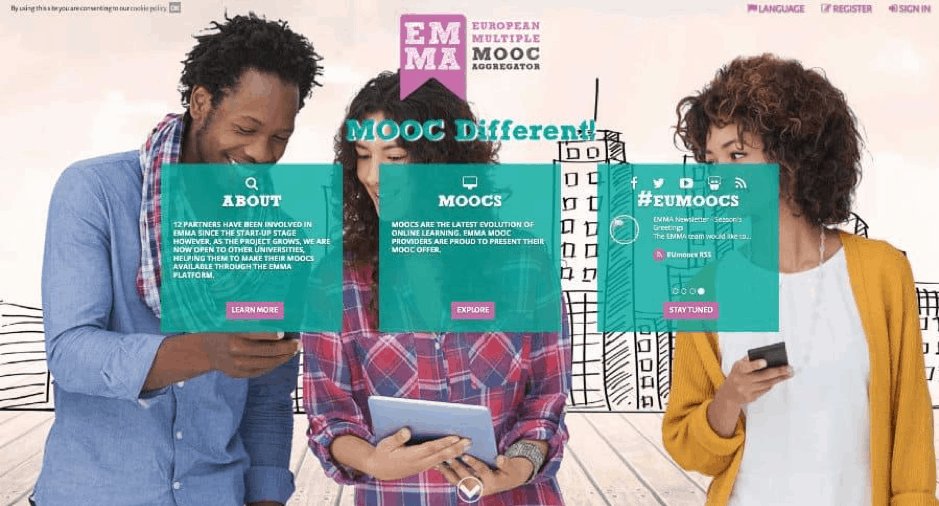 By using this site you are consenting to our cookie policy OK
LANGUAGE
REGISTER
SIGN IN
EM
MA
EUROPEAN
MULTIPLE
MOOC
AGGREGATOR
MOOC Different!
ABOUT
12 PARTNERS HAVE BEEN INVOLVED IN
EMMA SINCE THE START-UP STAGE
HOWEVER, AS THE PROJECT GROWS, WE ARE
NOW OPEN TO OTHER UNIVERSITIES,
HELPING THEM TO MAKE THEIR MOOCS
AVAILABLE THROUGH THE EMMA
PLATFORM.
LEARN MORE
MOOCS
MOOCS ARE THE LATEST EVOLUTION OF
ONLINE LEARNING. EMMA MOOC
PROVIDERS ARE PROUD TO PRESENT THEIR
MOOC OFFER.
EXPLORE
#EUMOOCS
EMMA Newsletter - Season's
Greetings
The EMMA team would like to...
EUmoocs RSS
STAY TUNED